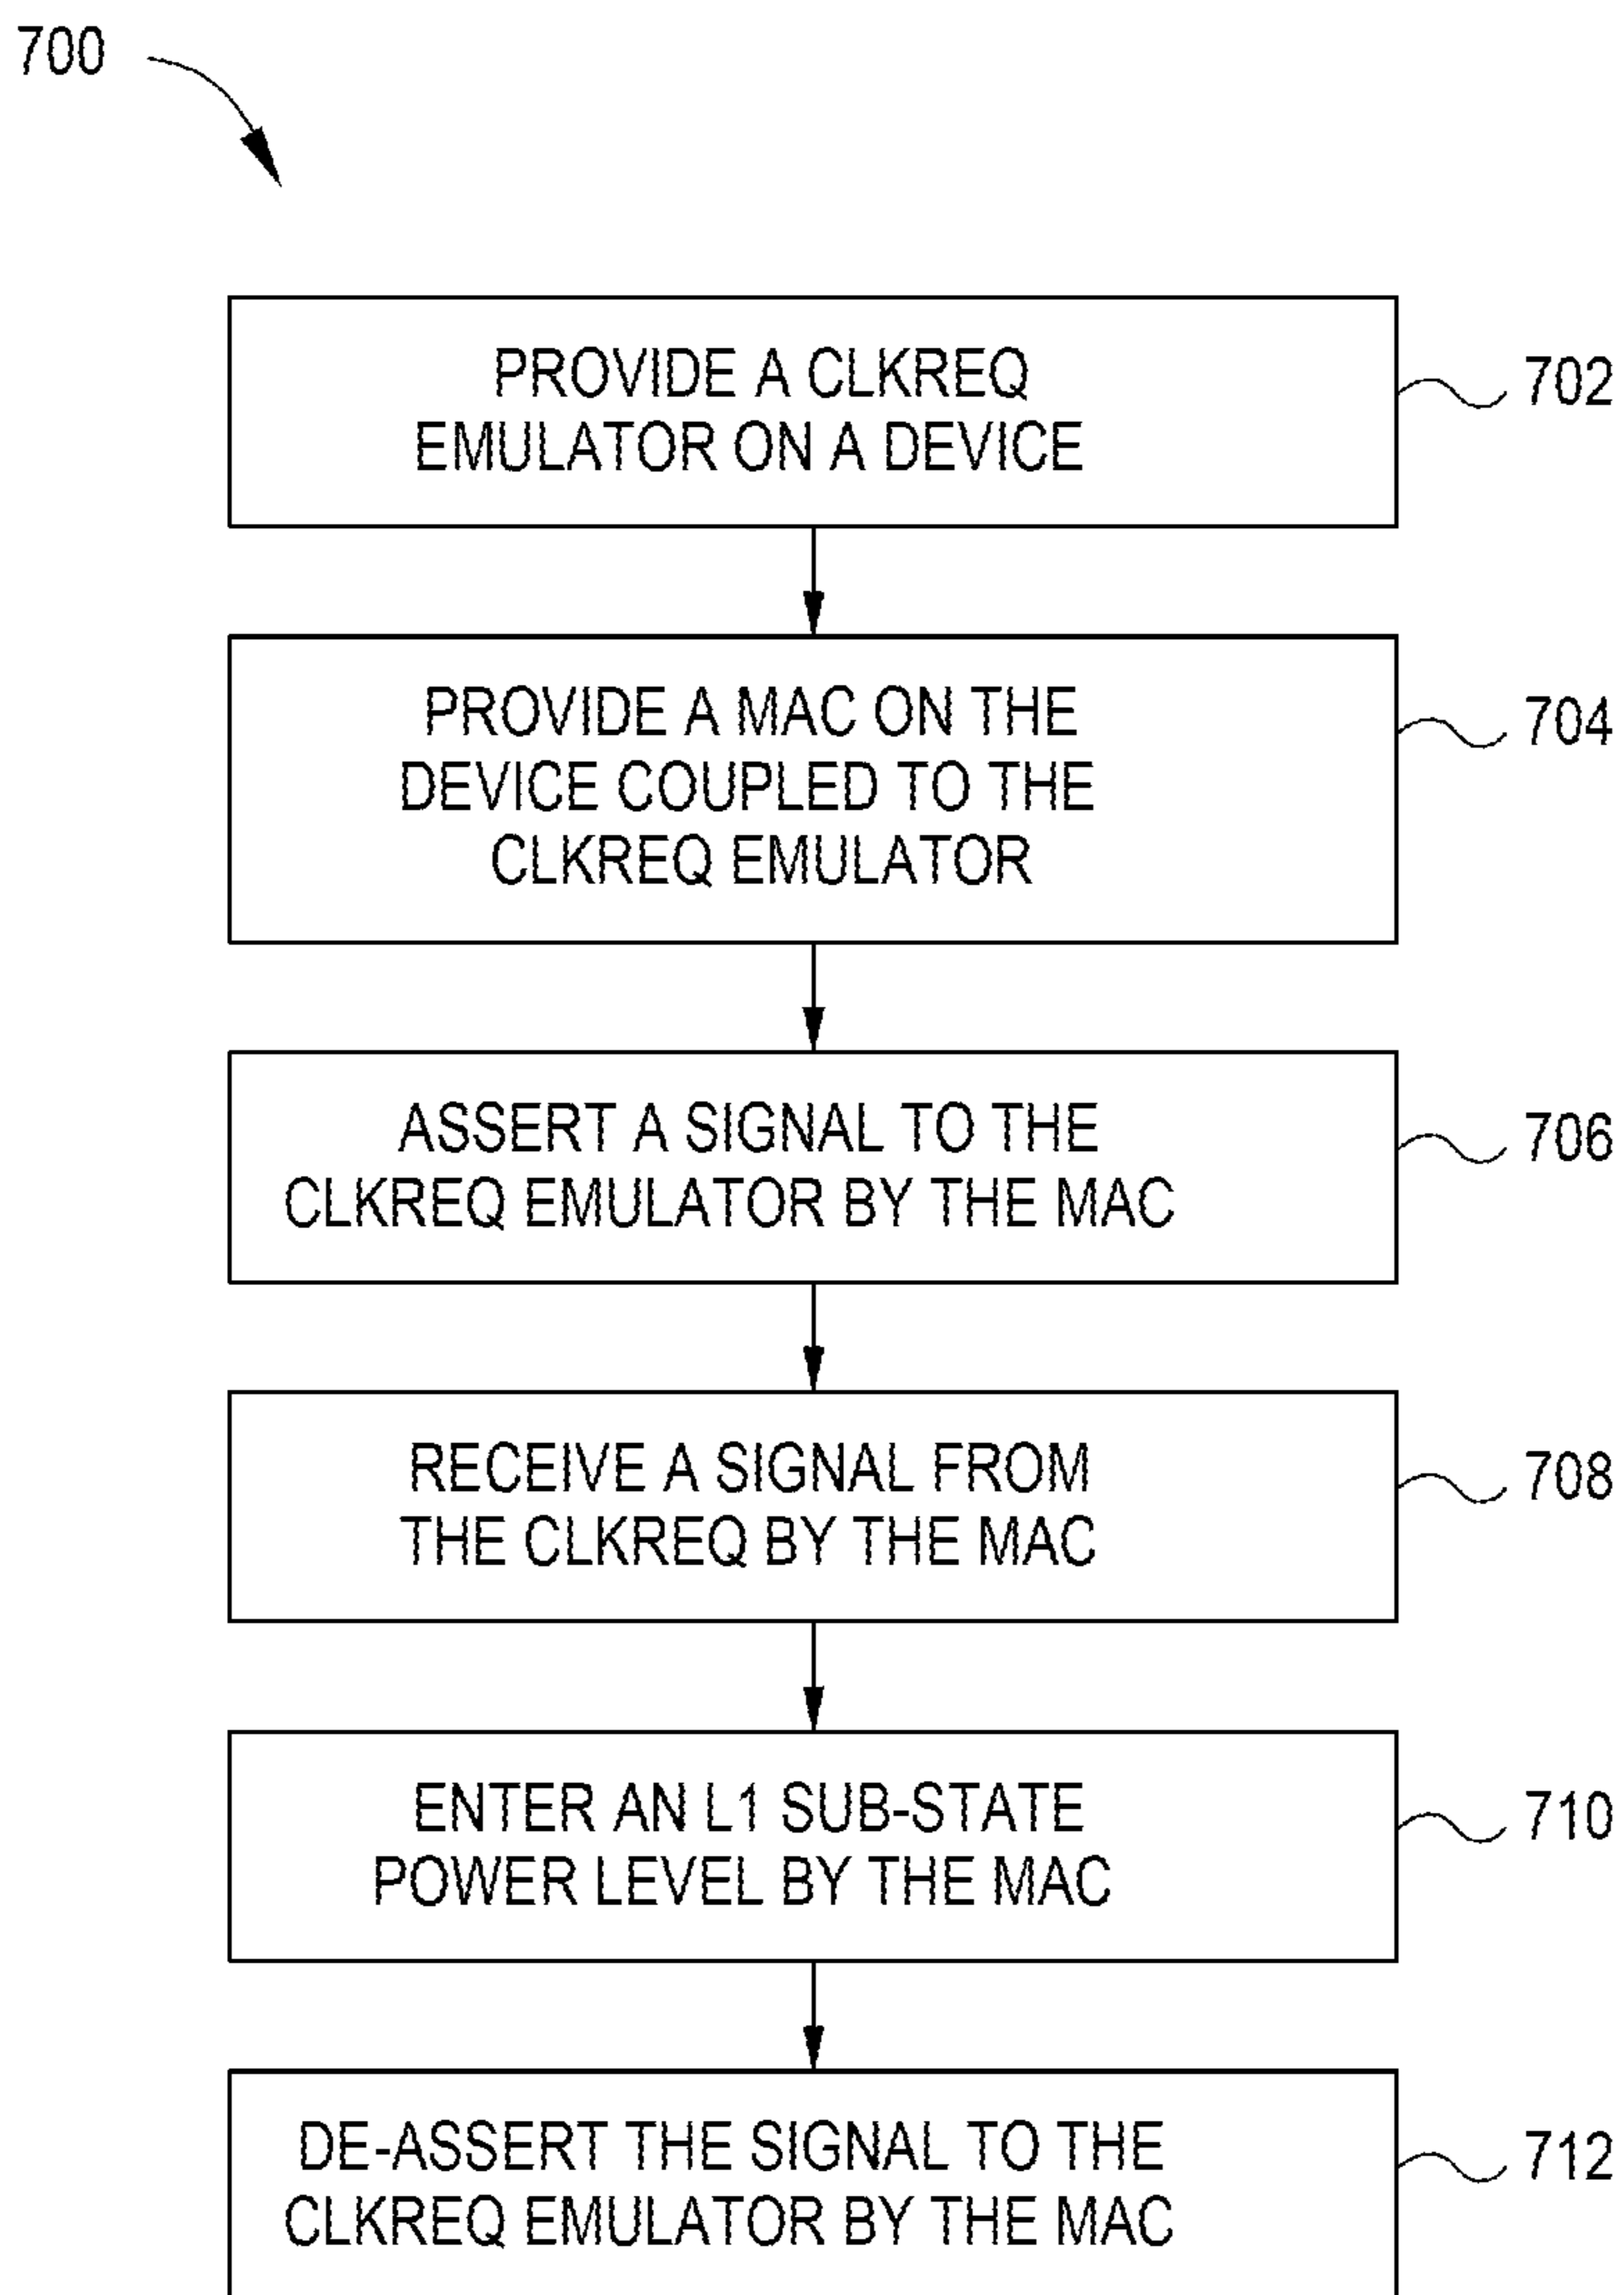 700
PROVIDE A CLKREQ
EMULATOR ON A DEVICE
702
PROVIDE A MAC ON THE
DEVICE COUPLED TO THE
CLKREQ EMULATOR
704
ASSERT A SIGNAL TO THE
CLKREQ EMULATOR BY THE MAC
706
RECEIVE A SIGNAL FROM
THE CLKREQ BY THE MAC
708
ENTER AN L1 SUB-STATE
POWER LEVEL BY THE MAC
710
DE-ASSERT THE SIGNAL TO THE
CLKREQ EMULATOR BY THE MAC
712